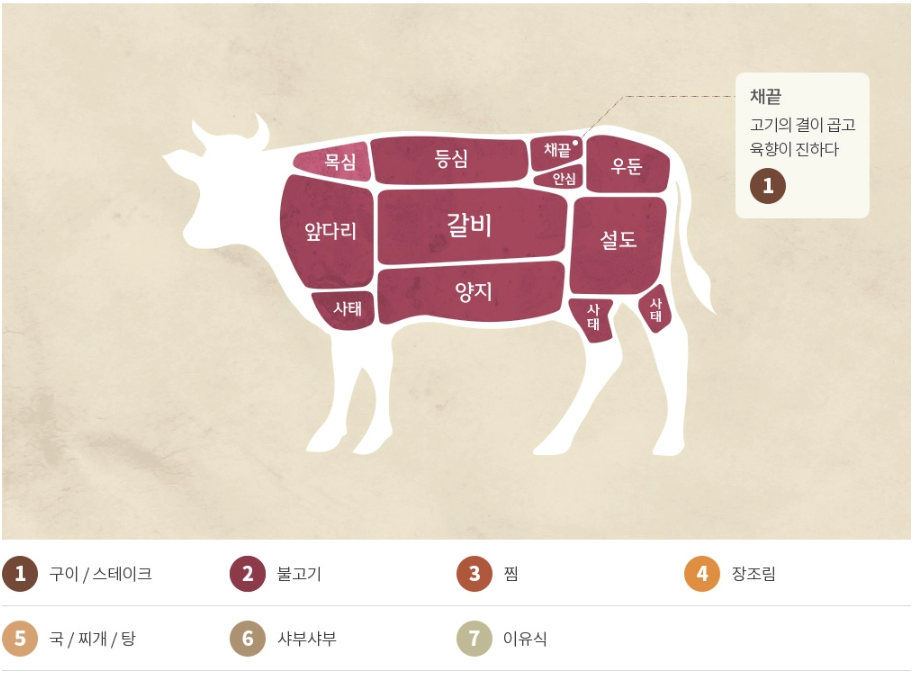 채끝
고기의 결이 곱고
육향이 진하다
1
목심
등심
채끝
안심
우둔
앞다리
갈비
설도
사태
양지
사
태
사
태
1 구이 / 스테이크
2 불고기
3 찜
4 장조림
5 국 / 찌개 / 탕
6 샤부샤부
7 이유식